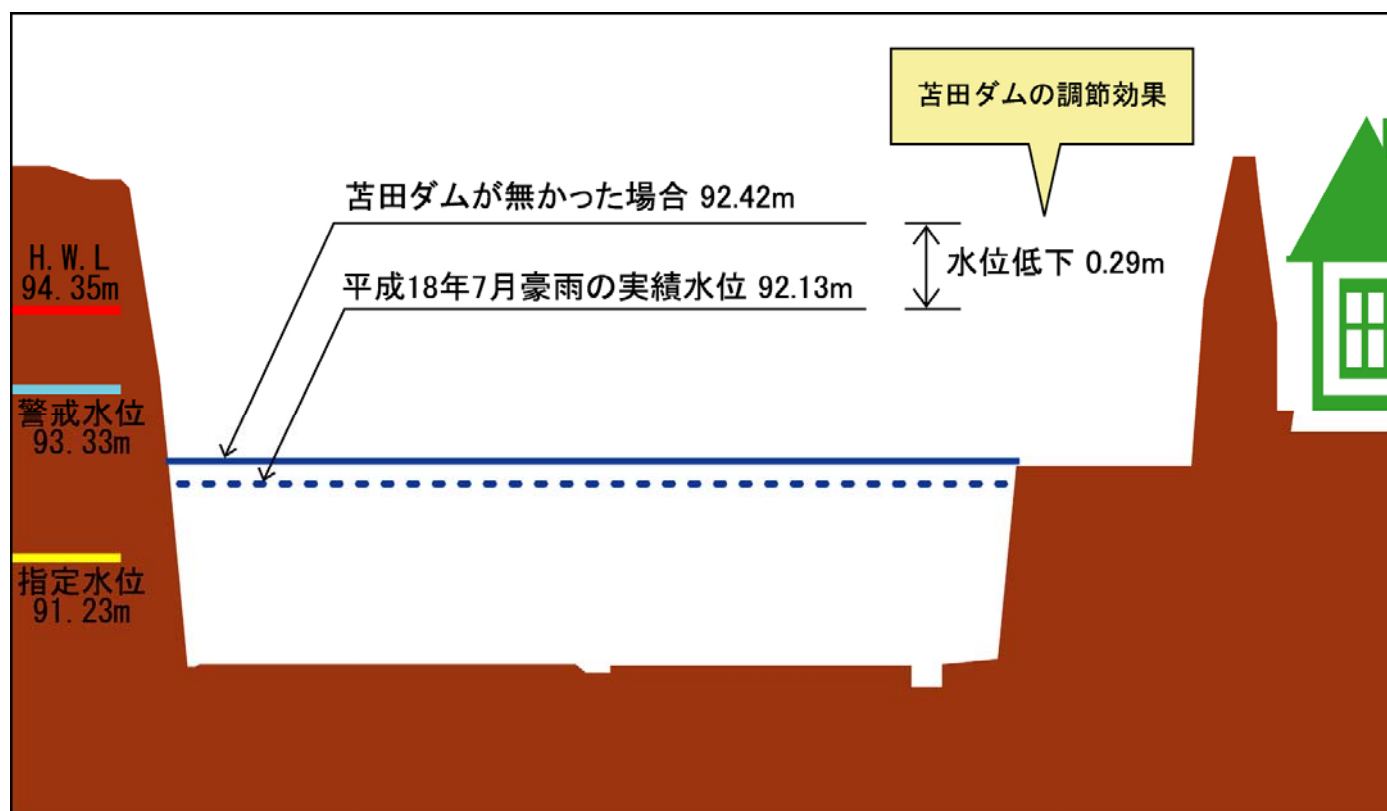 苫田ダムの調節効果
苫田ダムが無かった場合 92.42m
水位低下 0.29m
平成18年7月豪雨の実績水位 92.13m
H.W.L
94.35m
警戒水位
93.33m
指定水位
91.23m